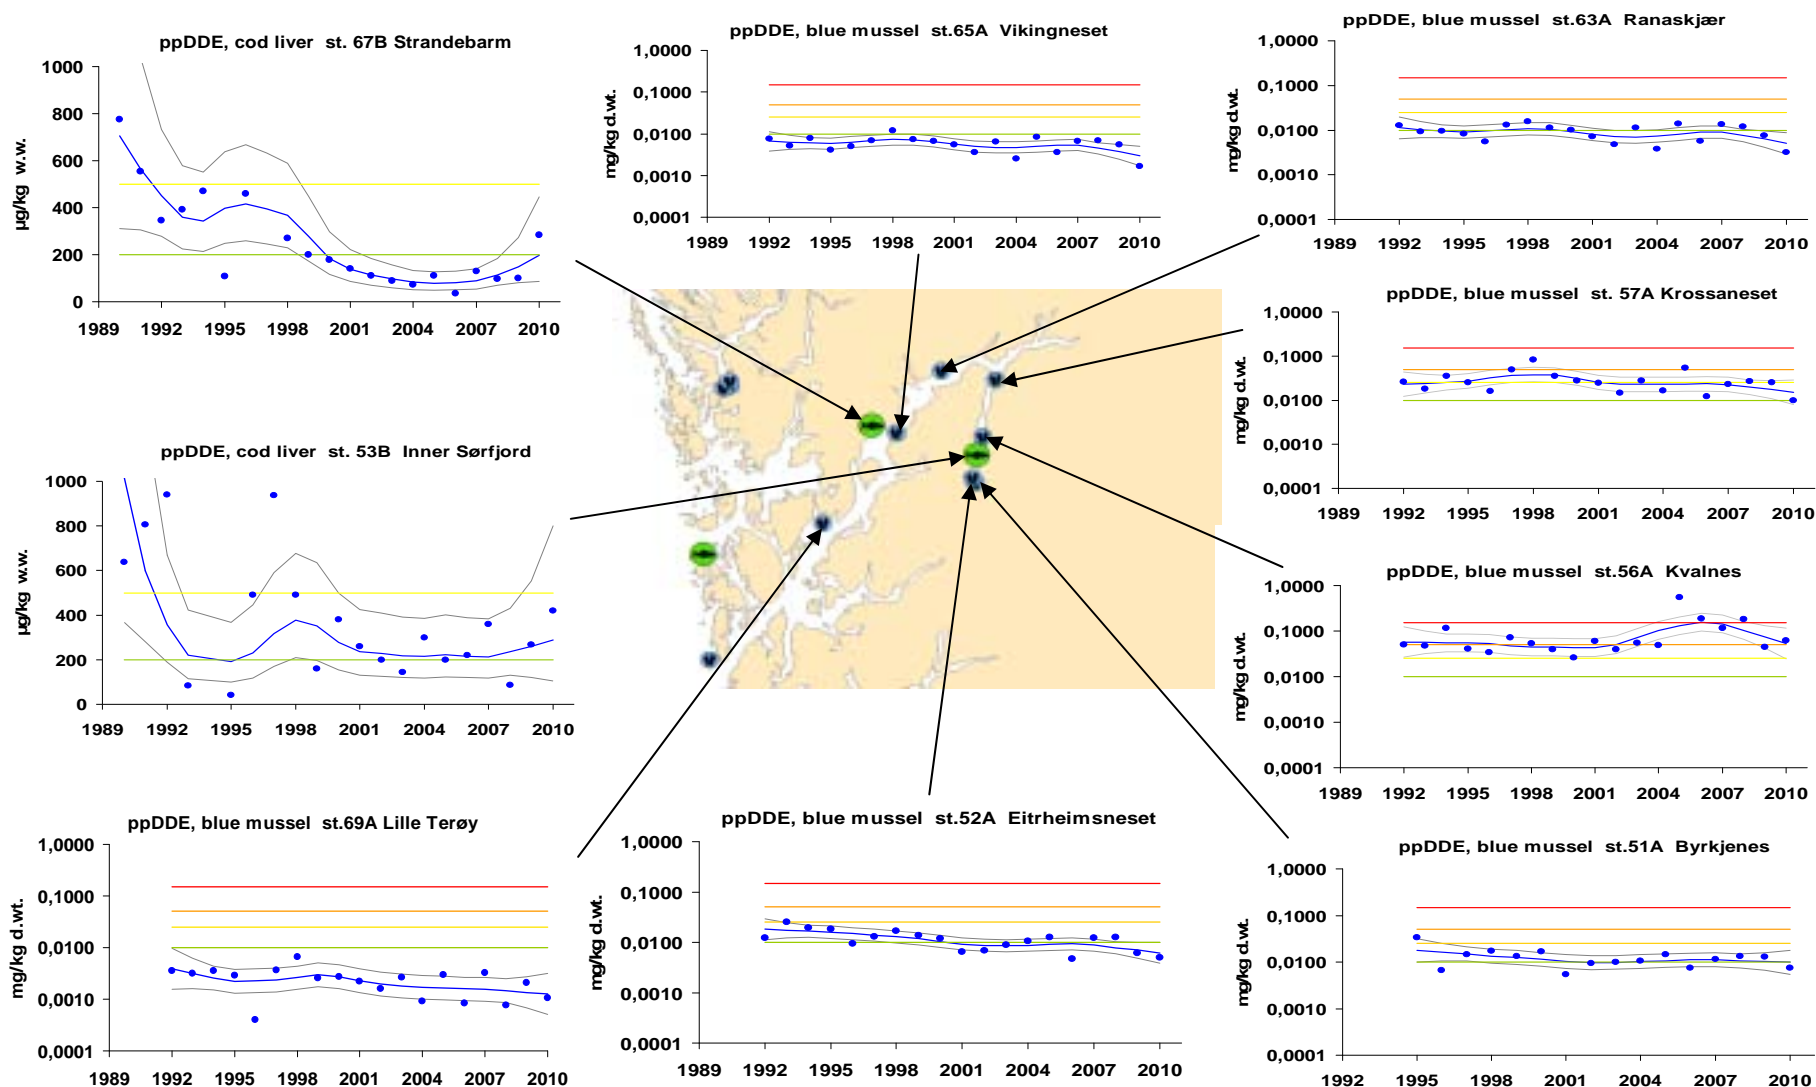 ppDDE, cod liver st. 67B Strandebarm
µg/kg w.w.
1000
800
600
400
200
0
1989 1992 1995 1998 2001 2004 2007 2010
ppDDE, blue mussel st.65A Vikingneset
mg/kg d.wt.
1,0000
0,1000
0,0100
0,0010
0,0001
1989 1992 1995 1998 2001 2004 2007 2010
ppDDE, blue mussel st.63A Ranaskjær
mg/kg d.wt.
1,0000
0,1000
0,0100
0,0010
0,0001
1989 1992 1995 1998 2001 2004 2007 2010
ppDDE, blue mussel st. 57A Krossaneset
mg/kg d.wt.
1,0000
0,1000
0,0100
0,0010
0,0001
1989 1992 1995 1998 2001 2004 2007 2010
ppDDE, cod liver st. 53B Inner Sørfjord
µg/kg w.w.
1000
800
600
400
200
0
1989 1992 1995 1998 2001 2004 2007 2010
ppDDE, blue mussel st.56A Kvalnes
mg/kg d.wt.
1,0000
0,1000
0,0100
0,0010
0,0001
1989 1992 1995 1998 2001 2004 2007 2010
ppDDE, blue mussel st.69A Lille Terøy
mg/kg d.wt.
1,0000
0,1000
0,0100
0,0010
0,0001
1989 1992 1995 1998 2001 2004 2007 2010
ppDDE, blue mussel st.52A Eitrheimsneset
mg/kg d.wt.
1,0000
0,1000
0,0100
0,0010
0,0001
1989 1992 1995 1998 2001 2004 2007 2010
ppDDE, blue mussel st.51A Byrkjenes
mg/kg d.wt.
1,0000
0,1000
0,0100
0,0010
0,0001
1992 1995 1998 2001 2004 2007 2010